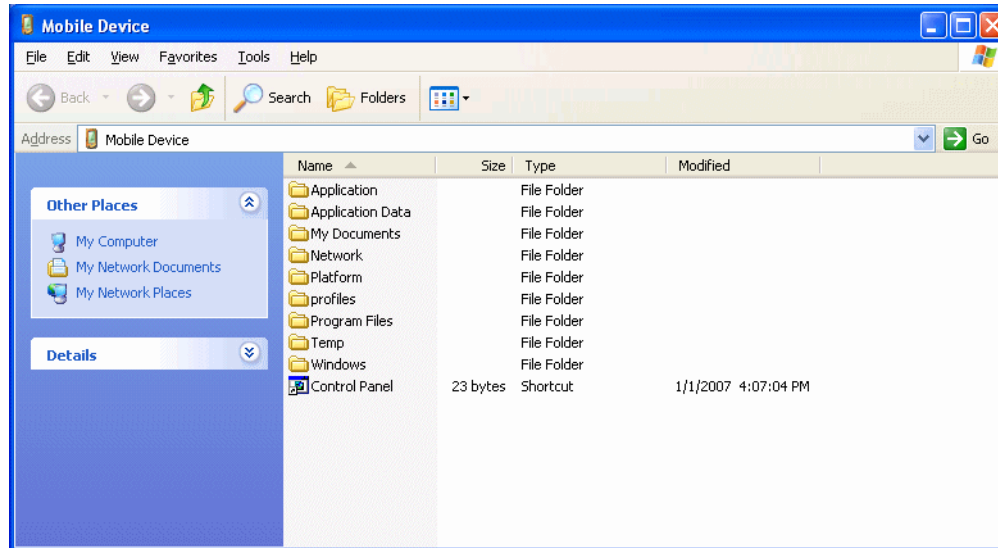 Mobile Device
File Edit View Favorites Tools Help
Back Search Folders
Address Mobile Device Go
Other Places
My Computer
My Network Documents
My Network Places
Details
Name Size Type Modified
Application File Folder
Application Data File Folder
My Documents File Folder
Network File Folder
Platform File Folder
profiles File Folder
Program Files File Folder
Temp File Folder
Windows File Folder
Control Panel 23 bytes Shortcut 1/1/2007 4:07:04 PM